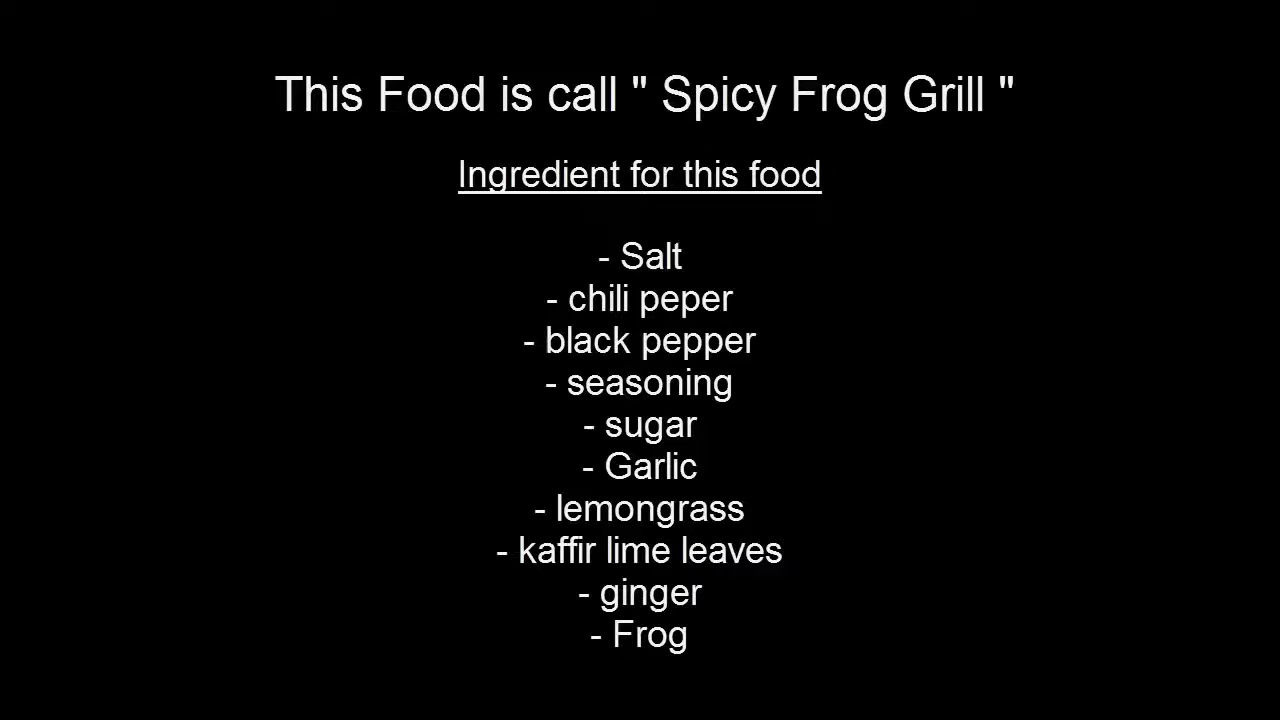 This Food is call " Spicy Frog Grill "
Ingredient for this food
- Salt
- chili peper
- black pepper
- seasoning
- sugar
- Garlic
- lemongrass
- kaffir lime leaves
- ginger
- Frog